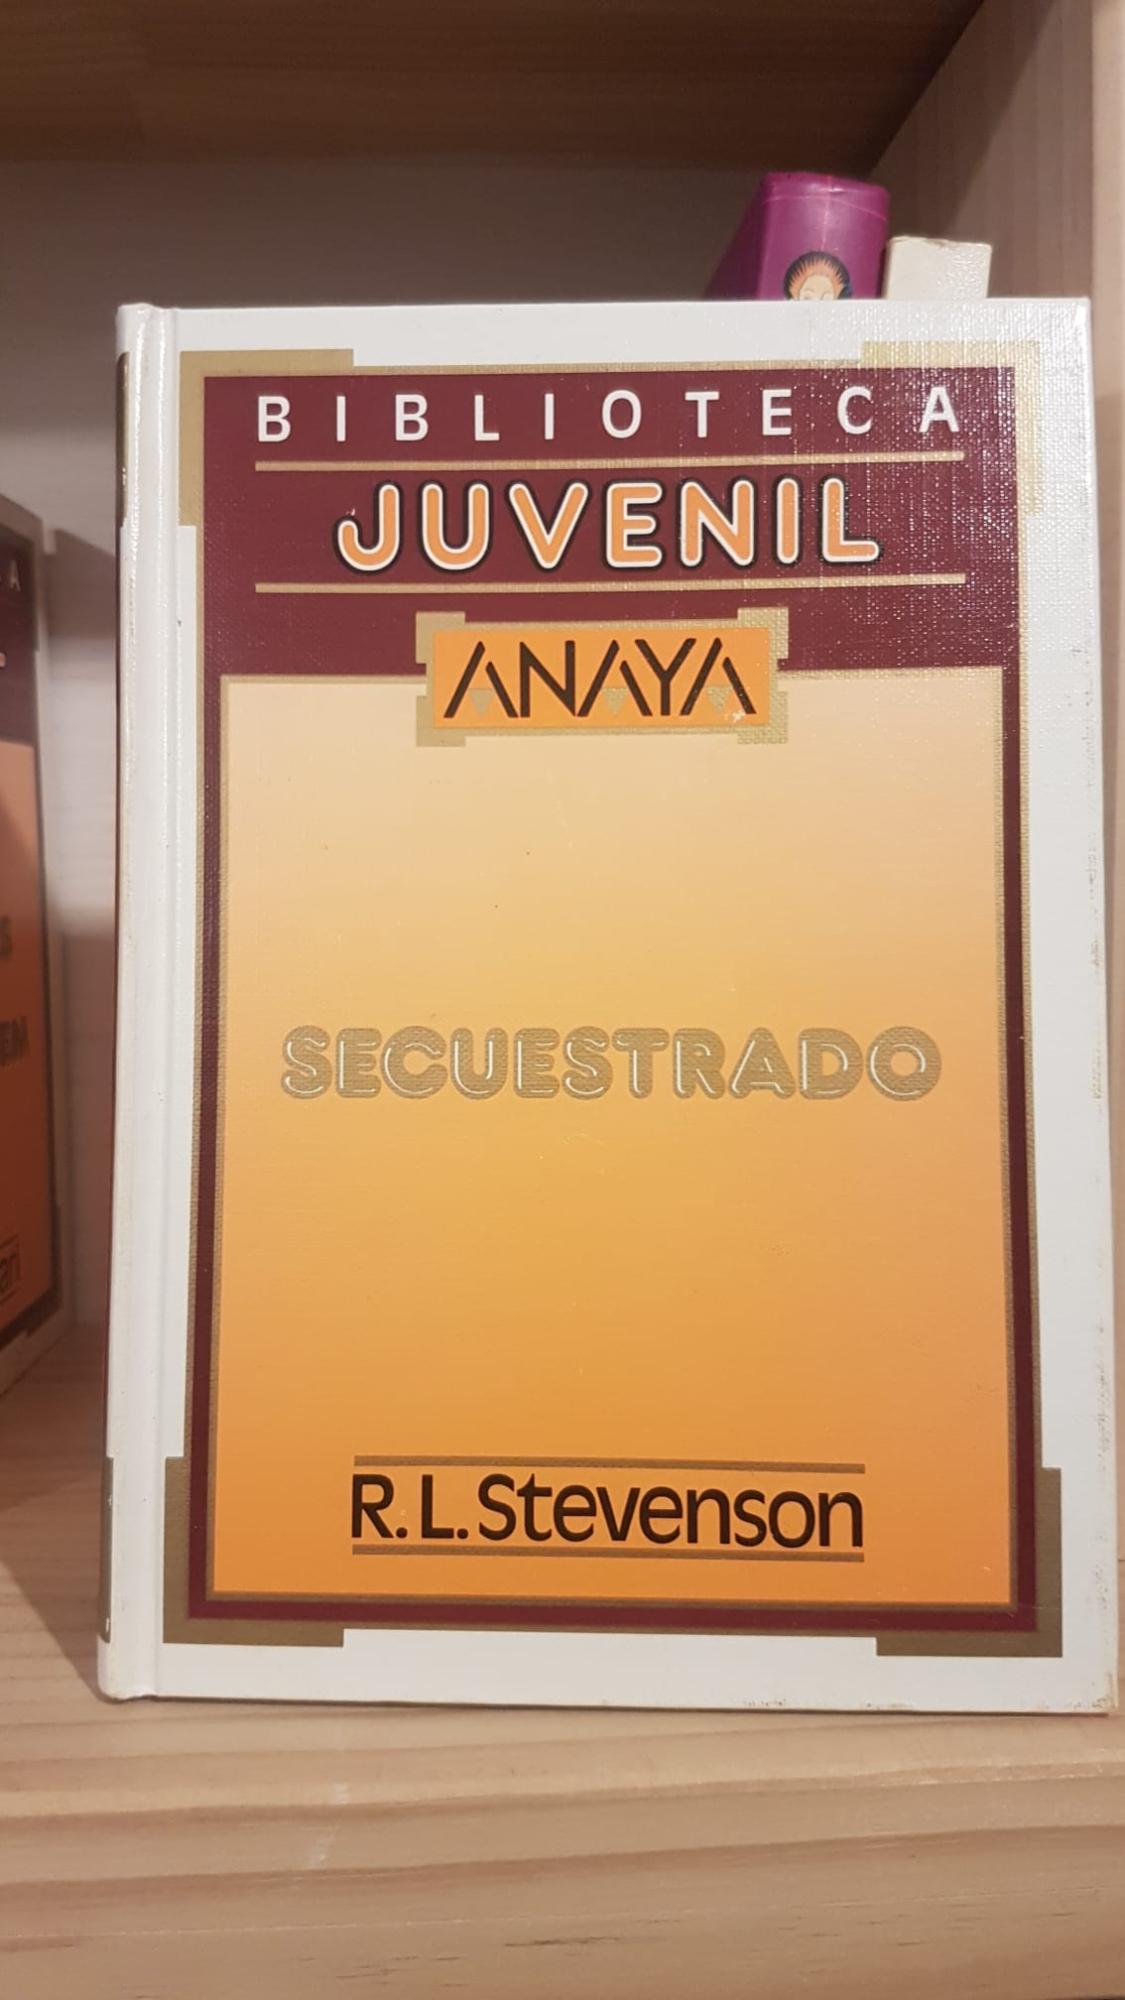 BIBLIOTECA
JUVENIL
ANAYA
SECUESTRADO
R.L. Stevenson